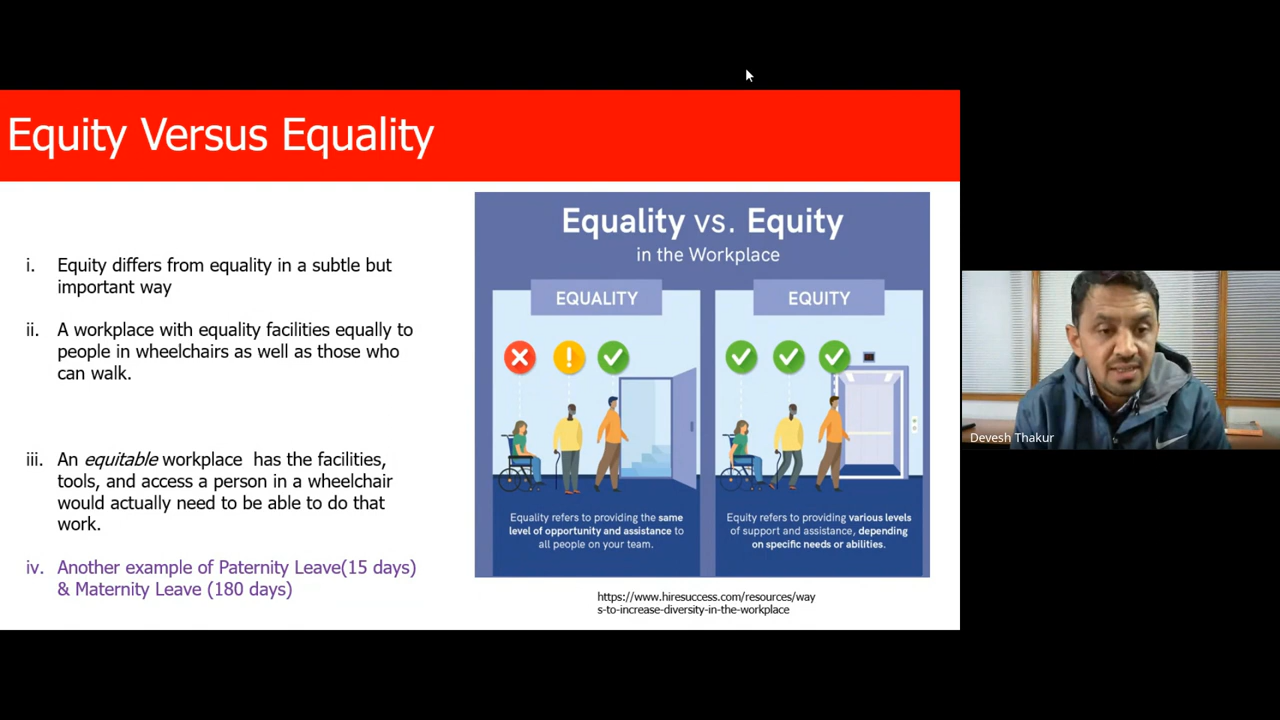 Equity Versus Equality
i. Equity differs from equality in a subtle but
important way
ii. A workplace with equality facilities equally to
people in wheelchairs as well as those who
can walk.
iii. An equitable workplace has the facilities,
tools, and access a person in a wheelchair
would actually need to be able to do that
work.
iv. Another example of Paternity Leave(15 days)
& Maternity Leave (180 days)
Equality vs. Equity
in the Workplace
EQUALITY
Equality refers to providing the same
level of opportunity and assistance to
all people on your team.
EQUITY
Equity refers to providing various levels
of support and assistance, depending
on specific needs or abilities.
https://www.hiresuccess.com/resources/way
s-to-increase-diversity-in-the-workplace
Devesh Thakur